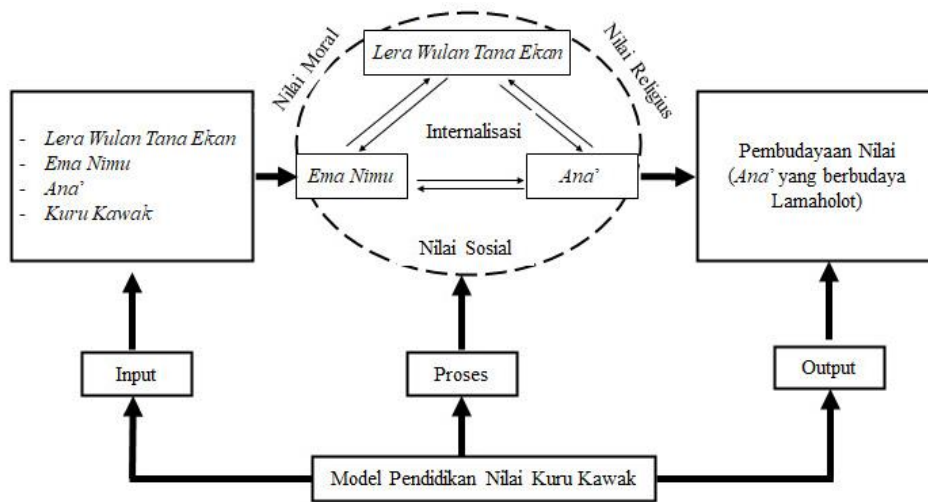 Lera Wulan Tana Ekan
Nilai Moral
Nilai Religius
- Lera Wulan Tana Ekan
- Ema Nimu
- Ana’
- Kuru Kawak
Internalisasi
Ema Nimu
Ana’
Nilai Sosial
Pembudayaan Nilai
(Ana’ yang berbudaya
Lamaholot)
Input
Proses
Output
Model Pendidikan Nilai Kuru Kawak